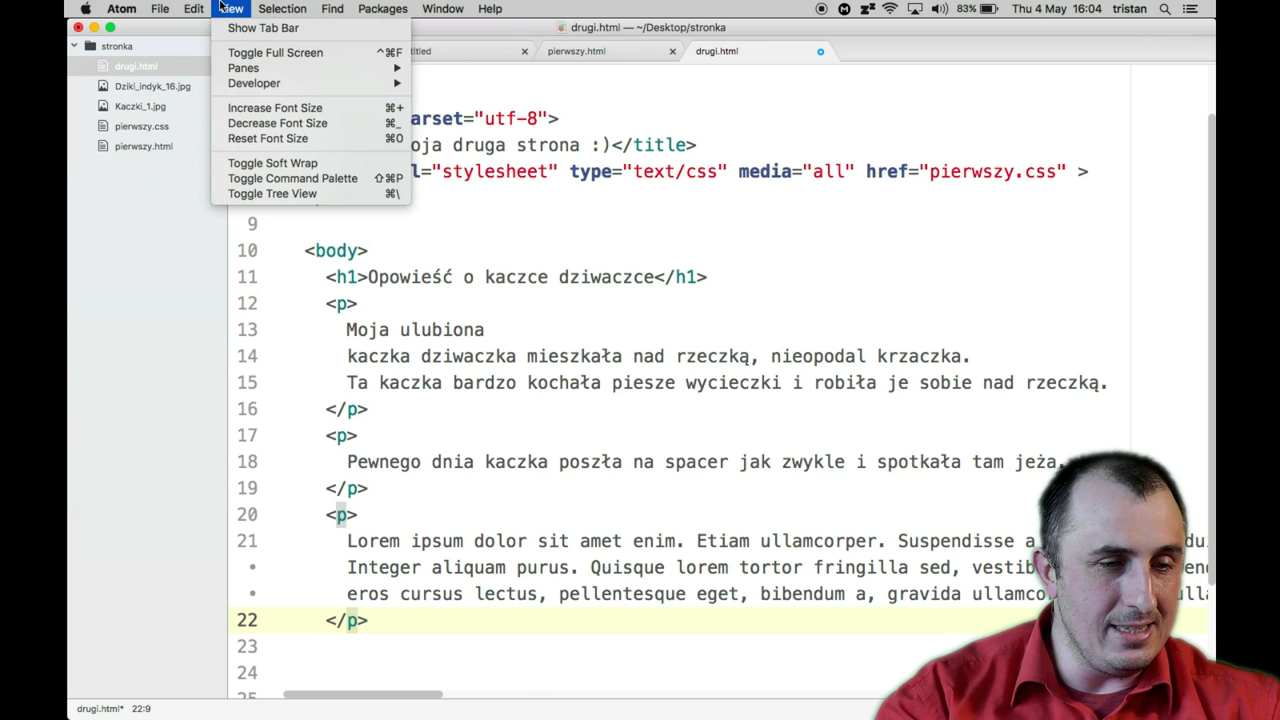 Atom File Edit View Selection Find Packages Window Help 83% Thu 4 May 16:04 tristan
drugi.html — ~/Desktop/stronka
stronka
drugi.html
Dziki_indyk_16.jpg
Kaczki_1.jpg
pierwszy.css
pierwszy.html
Show Tab Bar
Toggle Full Screen ^⌘F
Panes
Developer
Increase Font Size ⌘+
Decrease Font Size ⌘_
Reset Font Size ⌘0
Toggle Soft Wrap
Toggle Command Palette ⇧⌘P
Toggle Tree View ⌘\
titled pierwszy.html drugi.html
arset="utf-8">
oja druga strona :)</title>
l="stylesheet" type="text/css" media="all" href="pierwszy.css" >
9
10 <body>
11 <h1>Opowieść o kaczce dziwaczce</h1>
12 <p>
13 Moja ulubiona
14 kaczka dziwaczka mieszkała nad rzeczką, nieopodal krzaczka.
15 Ta kaczka bardzo kochała piesze wycieczki i robiła je sobie nad rzeczką.
16 </p>
17 <p>
18 Pewnego dnia kaczka poszła na spacer jak zwykle i spotkała tam jeża.
19 </p>
20 <p>
21 Lorem ipsum dolor sit amet enim. Etiam ullamcorper. Suspendisse a
• Integer aliquam purus. Quisque lorem tortor fringilla sed,
• eros cursus lectus, pellentesque eget, bibendum a, gravida
22 </p>
23
24
25
drugi.html* 22:9